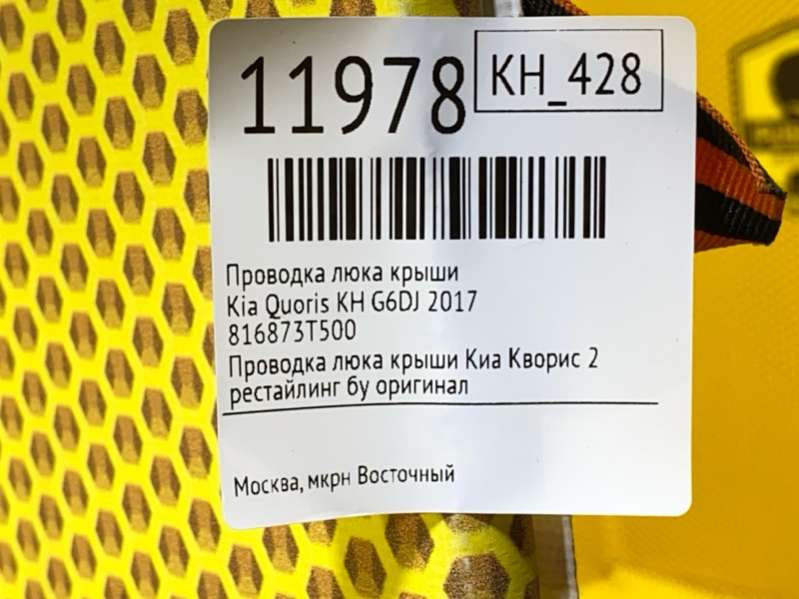 11978
KH_428
Проводка люка крыши
Kia Quoris KH G6DJ 2017
816873T500
Проводка люка крыши Киа Кворис 2
рестайлинг бу оригинал
Москва, мкрн Восточный